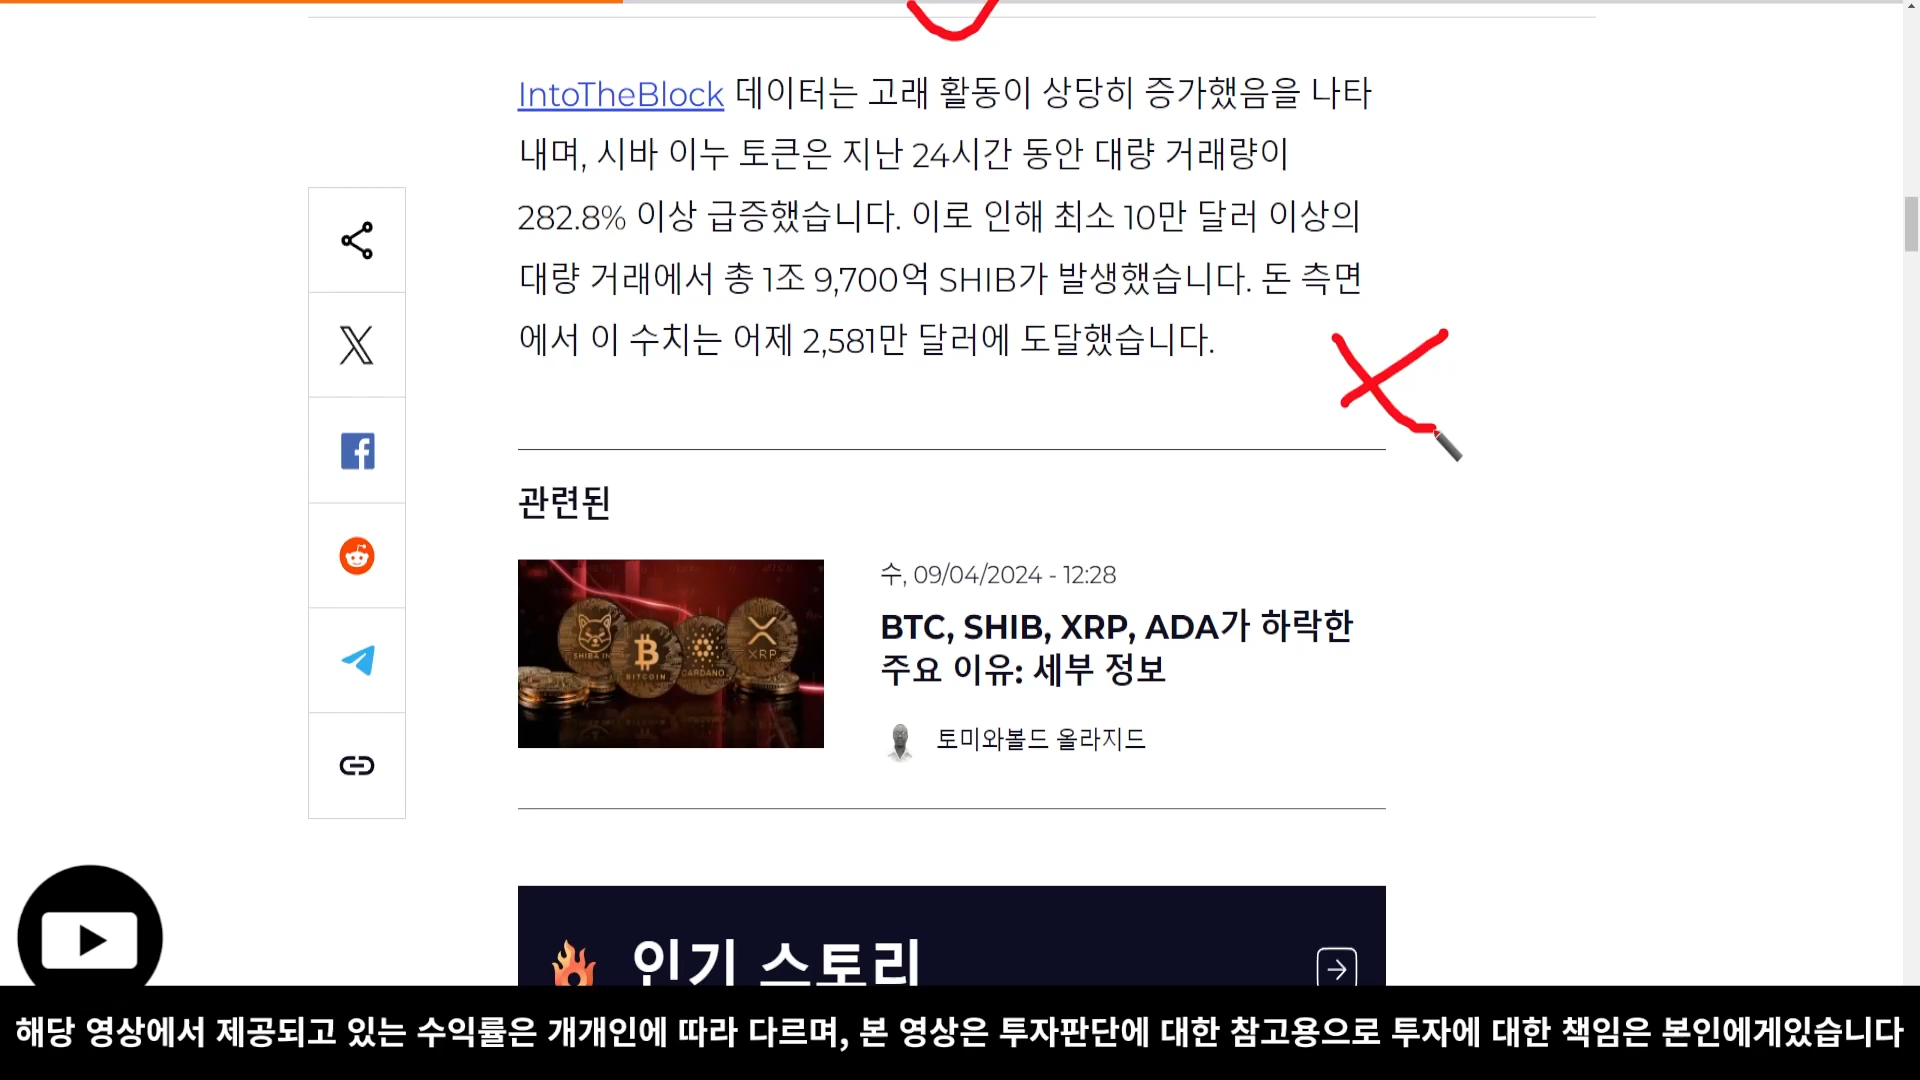 IntoTheBlock 데이터는 고래 활동이 상당히 증가했음을 나타
내며, 시바 이누 토큰은 지난 24시간 동안 대량 거래량이
282.8% 이상 급증했습니다. 이로 인해 최소 10만 달러 이상의
대량 거래에서 총 1조 9,700억 SHIB가 발생했습니다. 돈 측면
에서 이 수치는 어제 2,581만 달러에 도달했습니다.
관련된
수, 09/04/2024 - 12:28
BTC, SHIB, XRP, ADA가 하락한
주요 이유: 세부 정보
SHIBA IN
BITCOIN
CARDANO
XRP
토미와볼드 올라지드
인기 스토리
해당 영상에서 제공되고 있는 수익률은 개개인에 따라 다르며, 본 영상은 투자판단에 대한 참고용으로 투자에 대한 책임은 본인에게있습니다